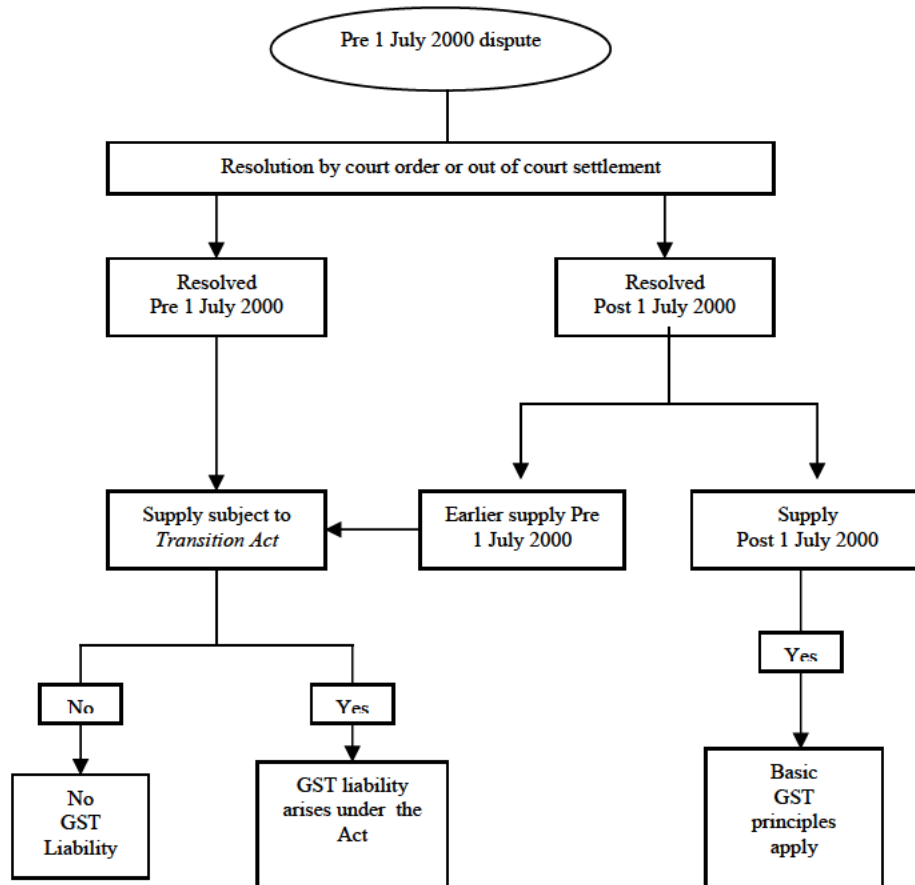 Pre 1 July 2000 dispute
Resolution by court order or out of court settlement
Resolved
Pre 1 July 2000
Resolved
Post 1 July 2000
Supply subject to
Transition Act
Earlier supply Pre
1 July 2000
Supply
Post 1 July 2000
No
Yes
Yes
No
GST
Liability
GST liability
arises under the
Act
Basic
GST
principles
apply